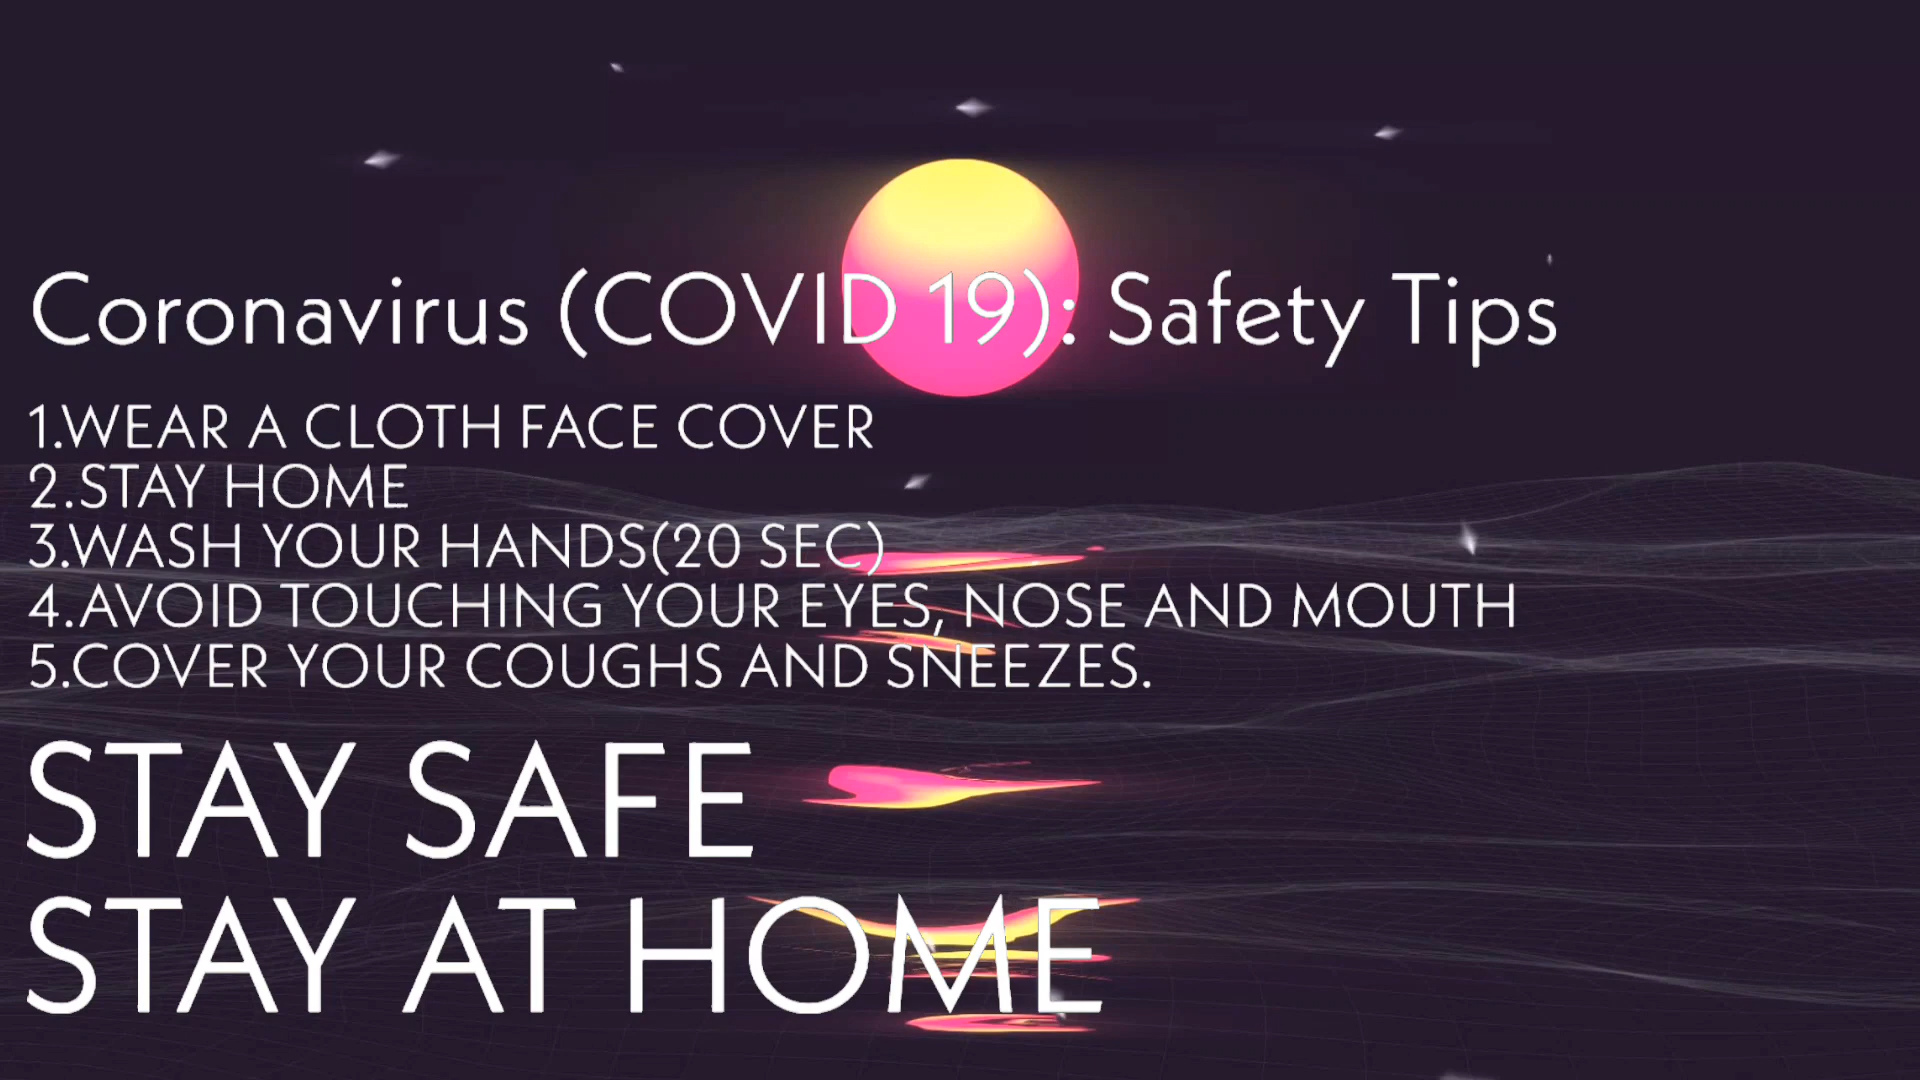 Coronavirus (COVID 19): Safety Tips
1.WEAR A CLOTH FACE COVER
2.STAY HOME
3.WASH YOUR HANDS(20 SEC)
4.AVOID TOUCHING YOUR EYES, NOSE AND MOUTH
5.COVER YOUR COUGHS AND SNEEZES.
STAY SAFE
STAY AT HOME